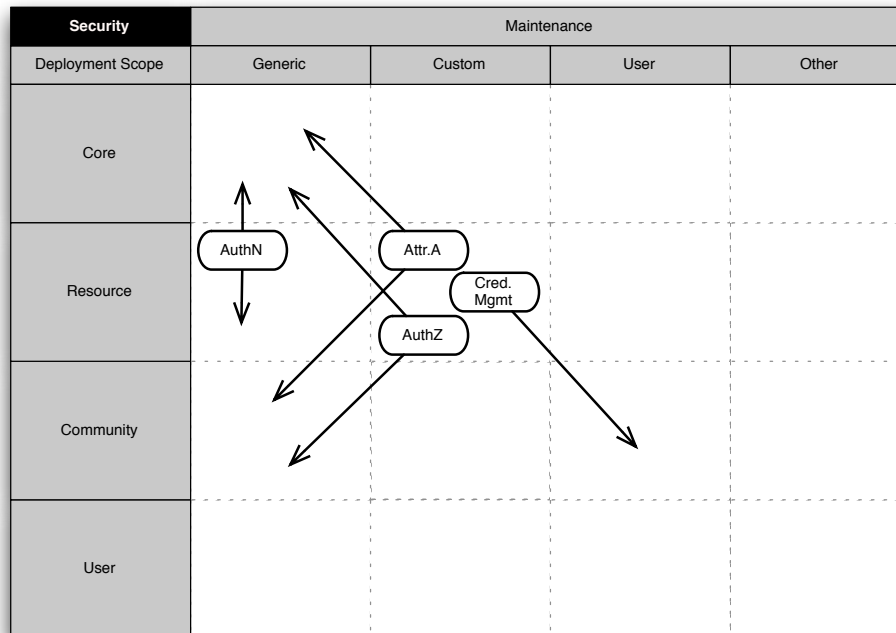 Security
Maintenance
Deployment Scope
Generic
Custom
User
Other
Core
AuthN
Attr.A
Resource
Cred.
Mgmt
AuthZ
Community
User